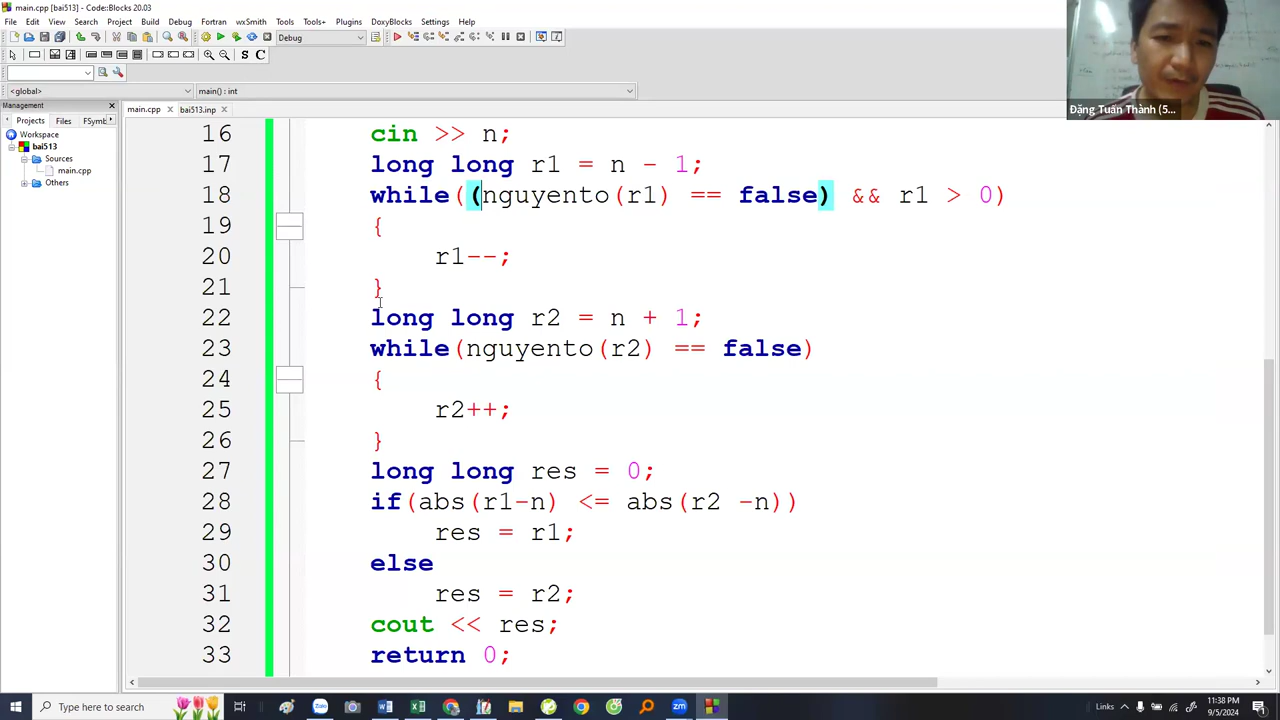 main.cpp [bai513] - Code::Blocks 20.03
File Edit View Search Project Build Debug Fortran wxSmith Tools Tools+ Plugins DoxyBlocks Settings Help
Debug
S C
<global> main() : int
Management
Projects Files FSymb
Workspace
bai513
Sources
main.cpp
Others
main.cpp bai513.inp
16 cin >> n;
17 long long r1 = n - 1;
18 while((nguyento(r1) == false) && r1 > 0)
19 {
20 r1--;
21 }
22 long long r2 = n + 1;
23 while(nguyento(r2) == false)
24 {
25 r2++;
26 }
27 long long res = 0;
28 if(abs(r1-n) <= abs(r2 -n))
29 res = r1;
30 else
31 res = r2;
32 cout << res;
33 return 0;
Đặng Tuấn Thành (5...
Type here to search
Links
11:38 PM
9/5/2024